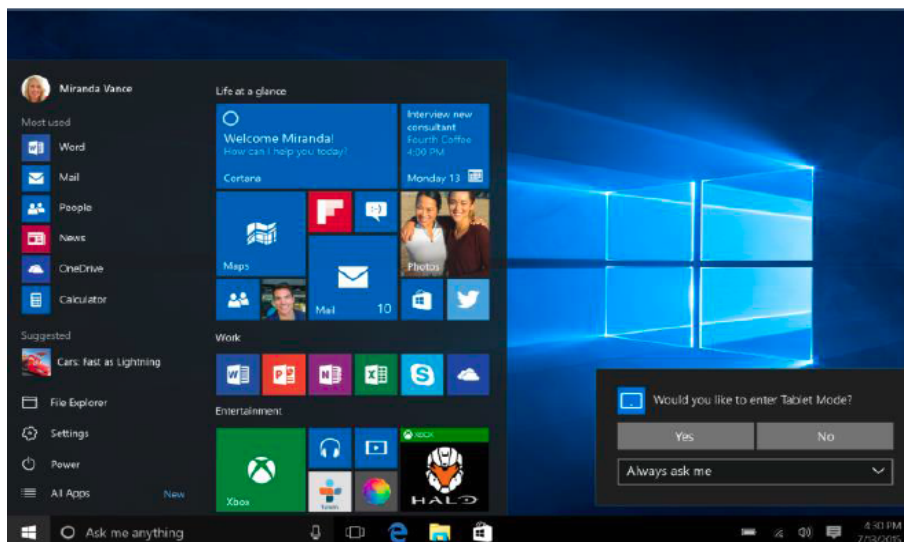 Miranda Vance
Most used
Word
Mail
People
News
OneDrive
Calculator
Suggested
Cars: Fast as Lightning
File Explorer
Settings
Power
All Apps
New
Life at a glance
Welcome Miranda!
How can I help you today?
Cortana
Interview new
consultant
Fourth Coffee
4:00 PM
Monday 13
Maps
Mail
10
Photos
Work
Entertainment
Xbox
XBOX
HALO
Would you like to enter Tablet Mode?
Yes
No
Always ask me
Ask me anything
4:30 PM
7/13/2015